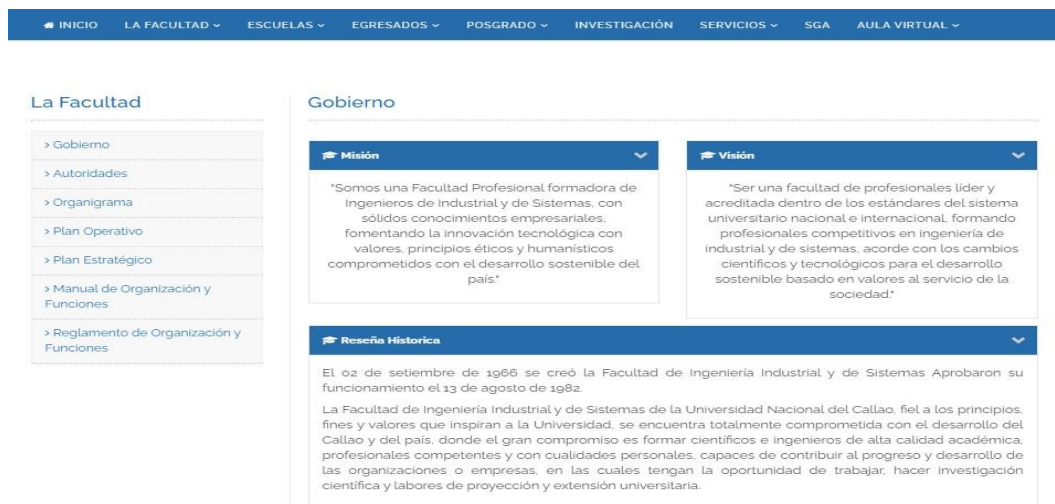 INICIO LA FACULTAD ESCUELAS EGRESADOS POSGRADO INVESTIGACIÓN SERVICIOS SGA AULA VIRTUAL
La Facultad
> Gobierno
> Autoridades
> Organigrama
> Plan Operativo
> Plan Estratégico
> Manual de Organización y
Funciones
> Reglamento de Organización y
Funciones
Gobierno
Misión
"Somos una Facultad Profesional formadora de
Ingenieros de Industrial y de Sistemas, con
sólidos conocimientos empresariales,
fomentando la innovación tecnológica con
valores, principios éticos y humanísticos
comprometidos con el desarrollo sostenible del
país."
Visión
"Ser una facultad de profesionales líder y
acreditada dentro de los estándares del sistema
universitario nacional e internacional, formando
profesionales competitivos en ingeniería de
industrial y de sistemas, acorde con los cambios
científicos y tecnológicos para el desarrollo
sostenible basado en valores al servicio de la
sociedad."
Reseña Historica
El 02 de setiembre de 1966 se creó la Facultad de Ingeniería Industrial y de Sistemas Aprobaron su
funcionamiento el 13 de agosto de 1982.
La Facultad de Ingeniería Industrial y de Sistemas de la Universidad Nacional del Callao, fiel a los principios,
fines y valores que inspiran a la Universidad, se encuentra totalmente comprometida con el desarrollo del
Callao y del país, donde el gran compromiso es formar científicos e ingenieros de alta calidad académica,
profesionales competentes y con cualidades personales, capaces de contribuir al progreso y desarrollo de
las organizaciones o empresas, en las cuales tengan la oportunidad de trabajar, hacer investigación
científica y labores de proyección y extensión universitaria.